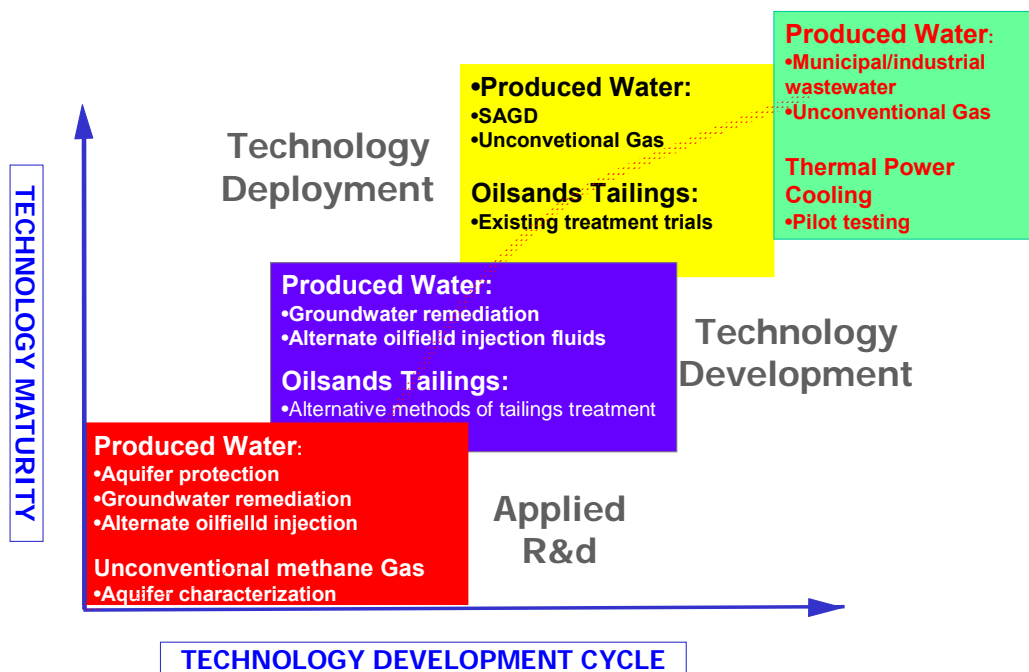 Produced Water:
•Municipal/industrial
wastewater
•Unconventional Gas
Thermal Power
Cooling
•Pilot testing
•Produced Water:
•SAGD
•Unconvetional Gas
Oilsands Tailings:
•Existing treatment trials
Technology
Deployment
Produced Water:
•Groundwater remediation
•Alternate oilfielld injection fluids
Oilsands Tailings:
•Alternative methods of tailings treatment
Technology
Development
Produced Water:
•Aquifer protection
•Groundwater remediation
•Alternate oilfielld injection
Unconventional methane Gas
•Aquifer characterization
Applied
R&d
TECHNOLOGY MATURITY
TECHNOLOGY DEVELOPMENT CYCLE